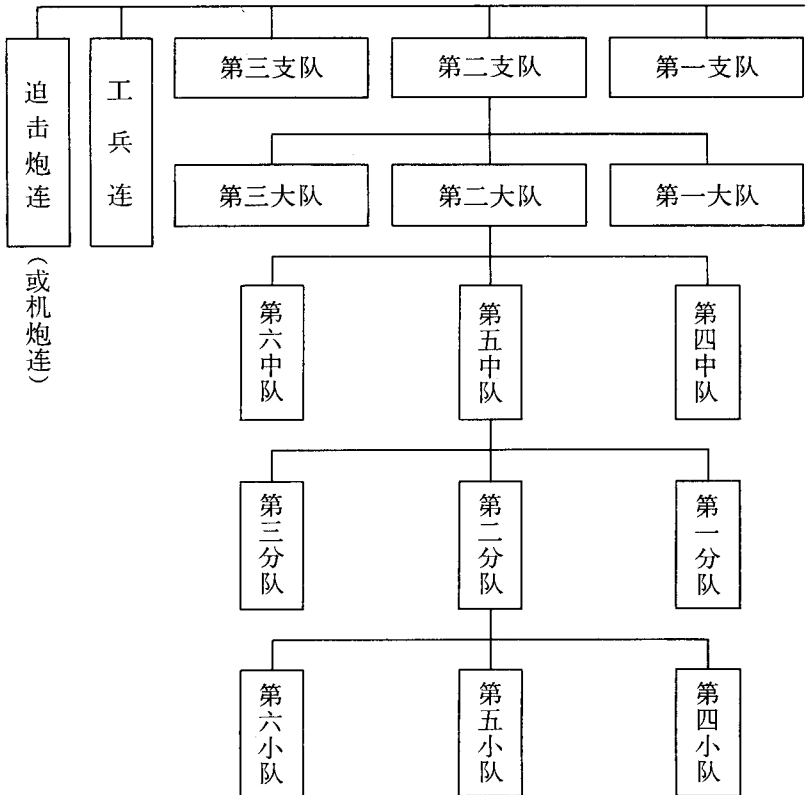 迫击炮连
(或机炮连)
工兵连
第三支队
第二支队
第一支队
第三大队
第二大队
第一大队
第六中队
第五中队
第四中队
第三分队
第二分队
第一分队
第六小队
第五小队
第四小队